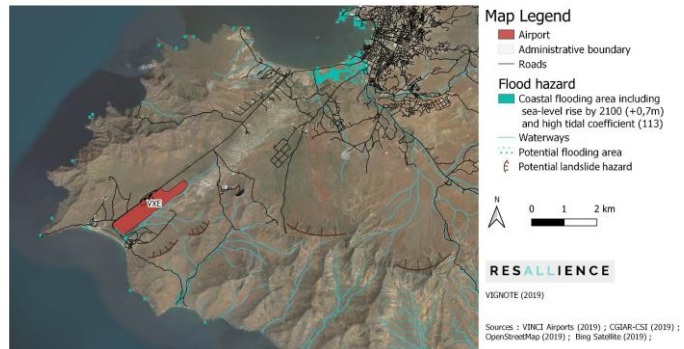 VXE
Map Legend
Airport
Administrative boundary
Roads
Flood hazard
Coastal flooding area including
sea-level rise by 2100 (+0,7m)
and high tidal coefficient (113)
Waterways
Potential flooding area
Potential landslide hazard
N
0 1 2 km
RESALLIENCE
VIGNOTE (2019)
Sources : VINCI Airports (2019) ; CGIAR-CSI (2019) ;
OpenStreetMap (2019) ; Bing Satellite (2019) ;